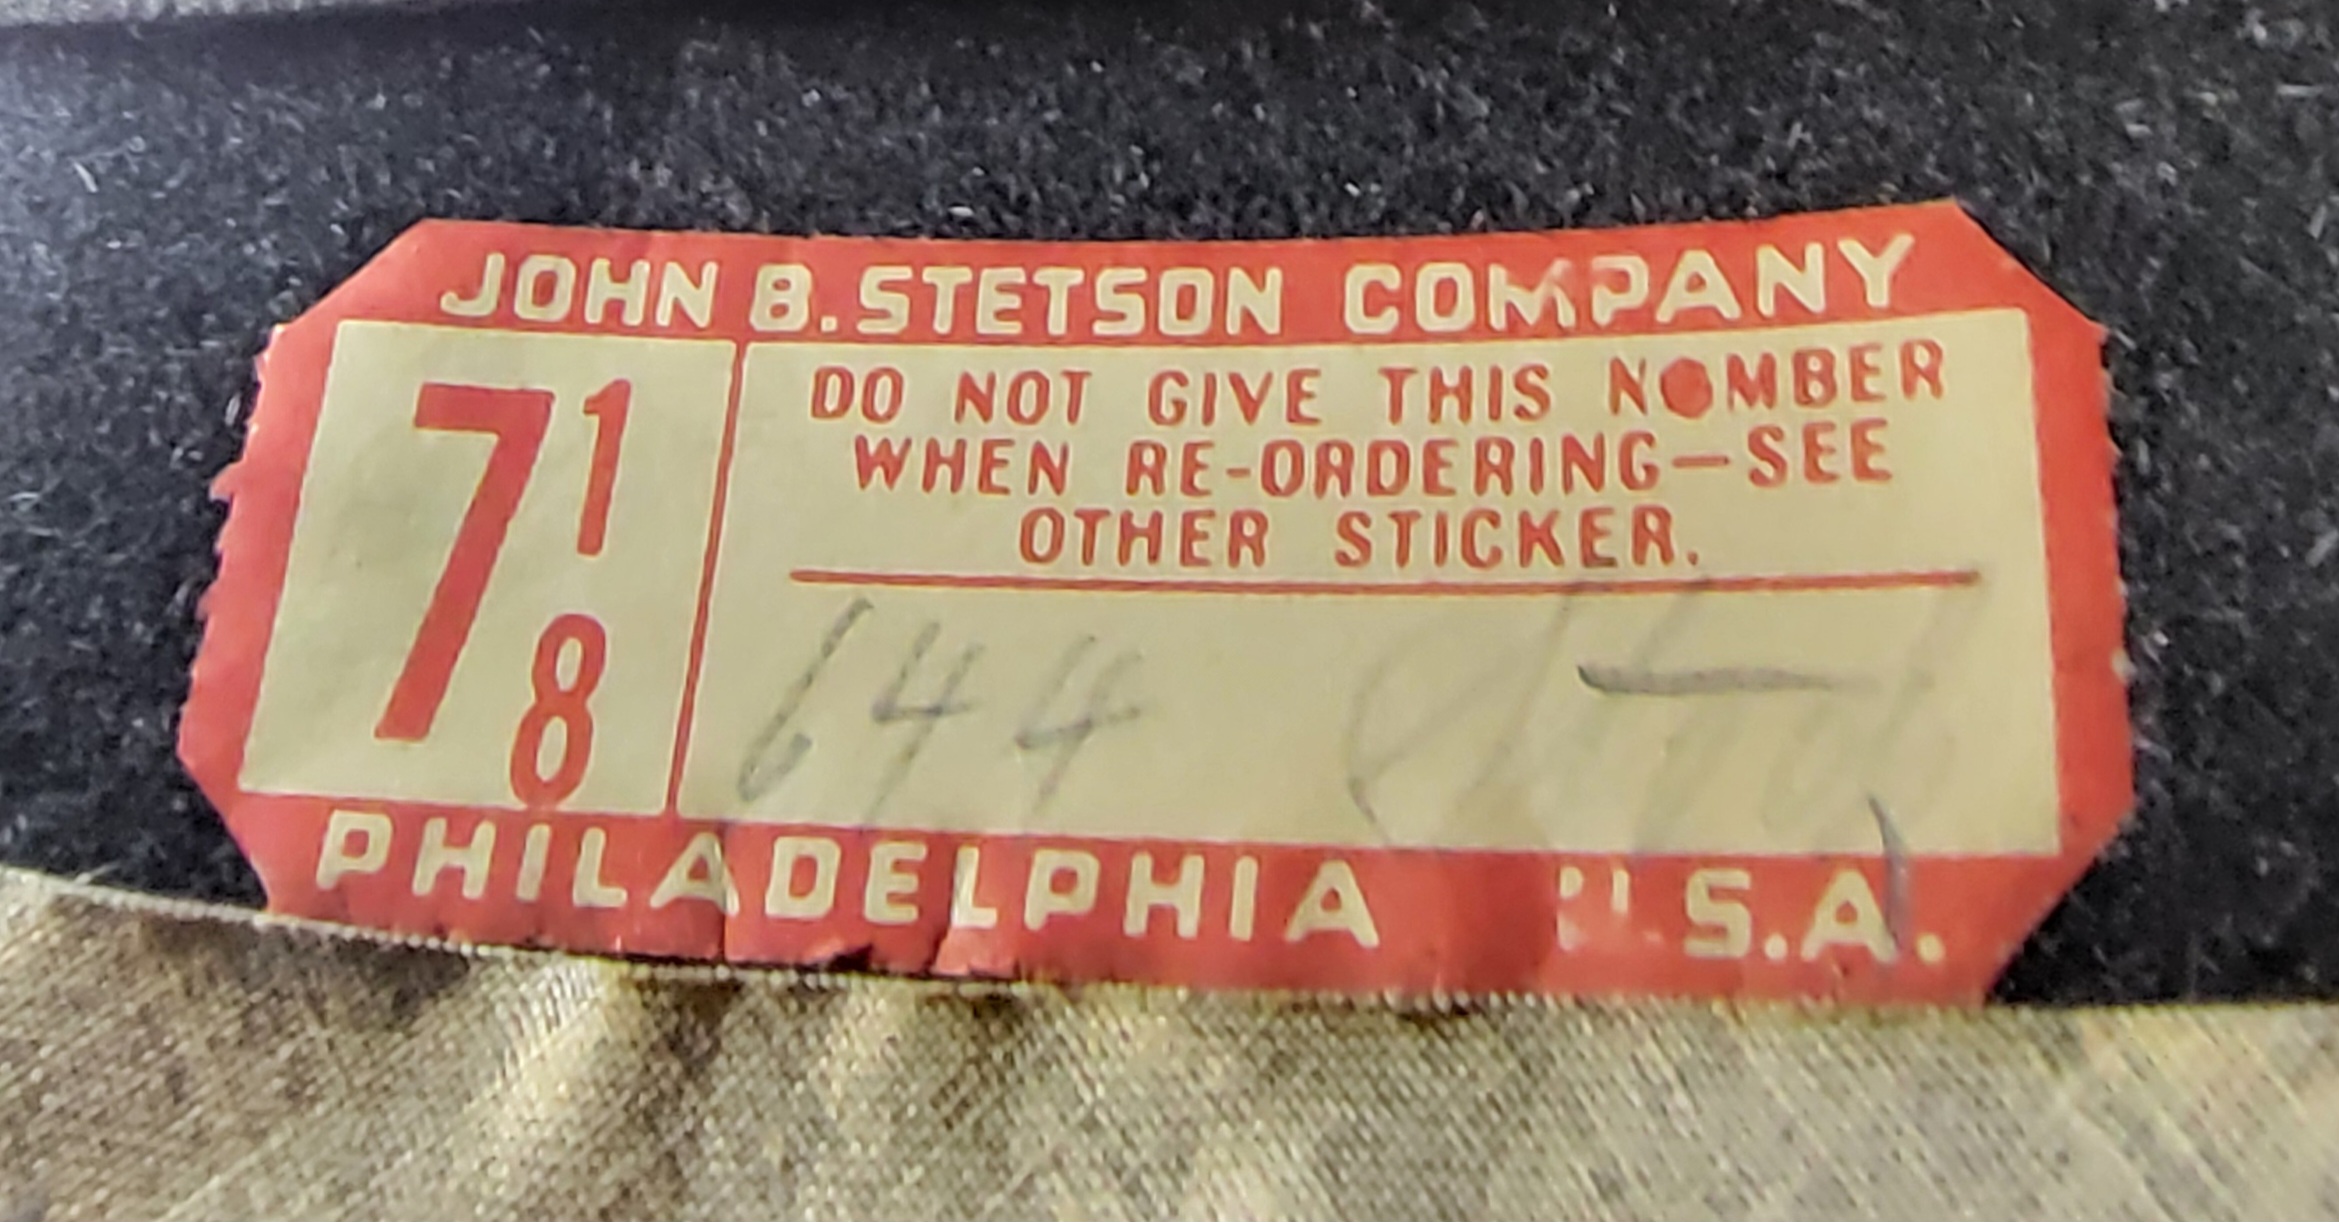 JOHN B. STETSON COMPANY
7 1/8
DO NOT GIVE THIS NUMBER
WHEN RE-ORDERING—SEE
OTHER STICKER.
644
PHILADELPHIA U.S.A.